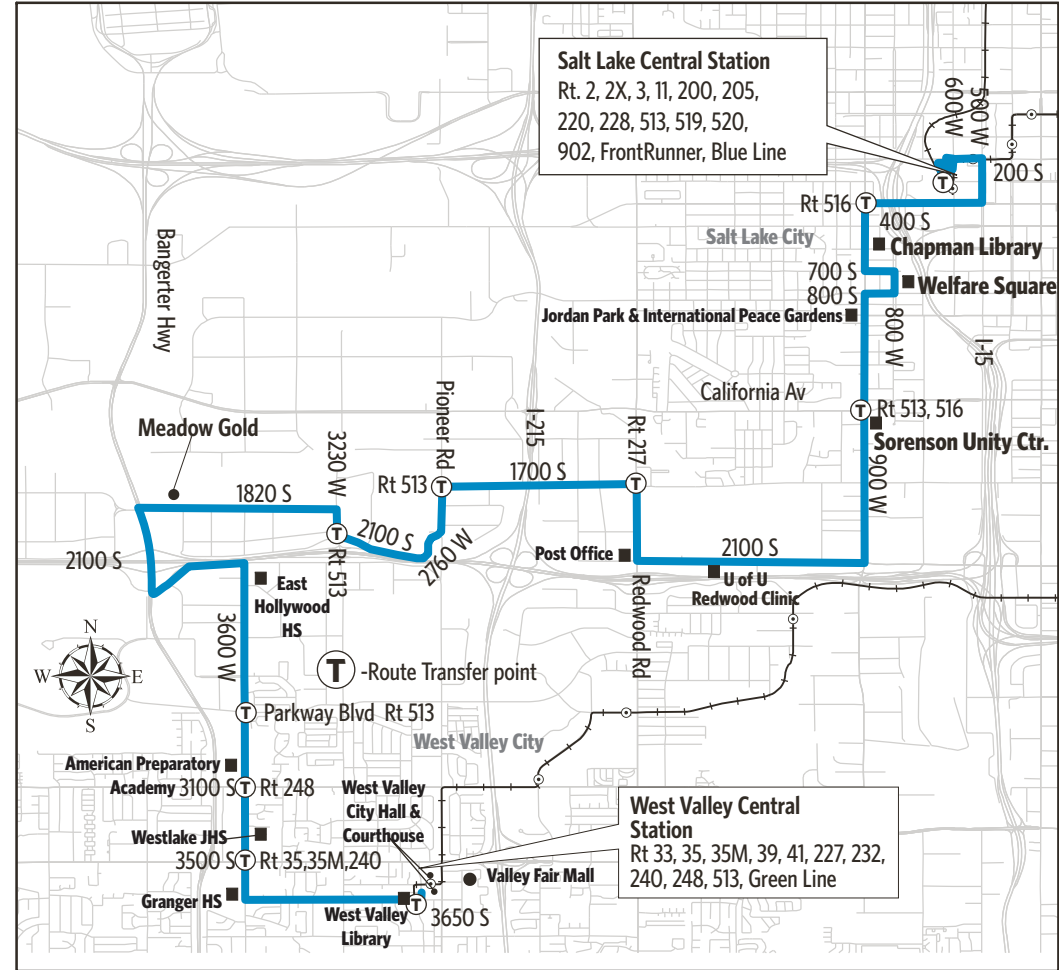 Salt Lake Central Station
Rt. 2, 2X, 3, 11, 200, 205,
220, 228, 513, 519, 520,
902, FrontRunner, Blue Line
600 W
500 W
200 S
Rt 516
400 S
Salt Lake City
Chapman Library
700 S
Welfare Square
800 S
Jordan Park & International Peace Gardens
800 W
I-15
Bangerter Hwy
California Av
Rt 513, 516
Sorenson Unity Ctr.
900 W
Meadow Gold
3230 W
Pioneer Rd
I-215
Rt 217
1820 S
Rt 513
1700 S
2100 S
2100 S
Rt 513
2760 W
Post Office
2100 S
U of U
Redwood Clinic
Redwood Rd
East
Hollywood
HS
3600 W
N
W
E
S
T
-Route Transfer point
T
T
T
T
T
T
T
T
T
T
T
Parkway Blvd Rt 513
West Valley City
American Preparatory
Academy
3100 S
Rt 248
West Valley
City Hall &
Courthouse
West Valley Central
Station
Rt 33, 35, 35M, 39, 41, 227, 232,
240, 248, 513, Green Line
Westlake JHS
3500 S
Rt 35,35M,240
Valley Fair Mall
Granger HS
West Valley
Library
3650 S